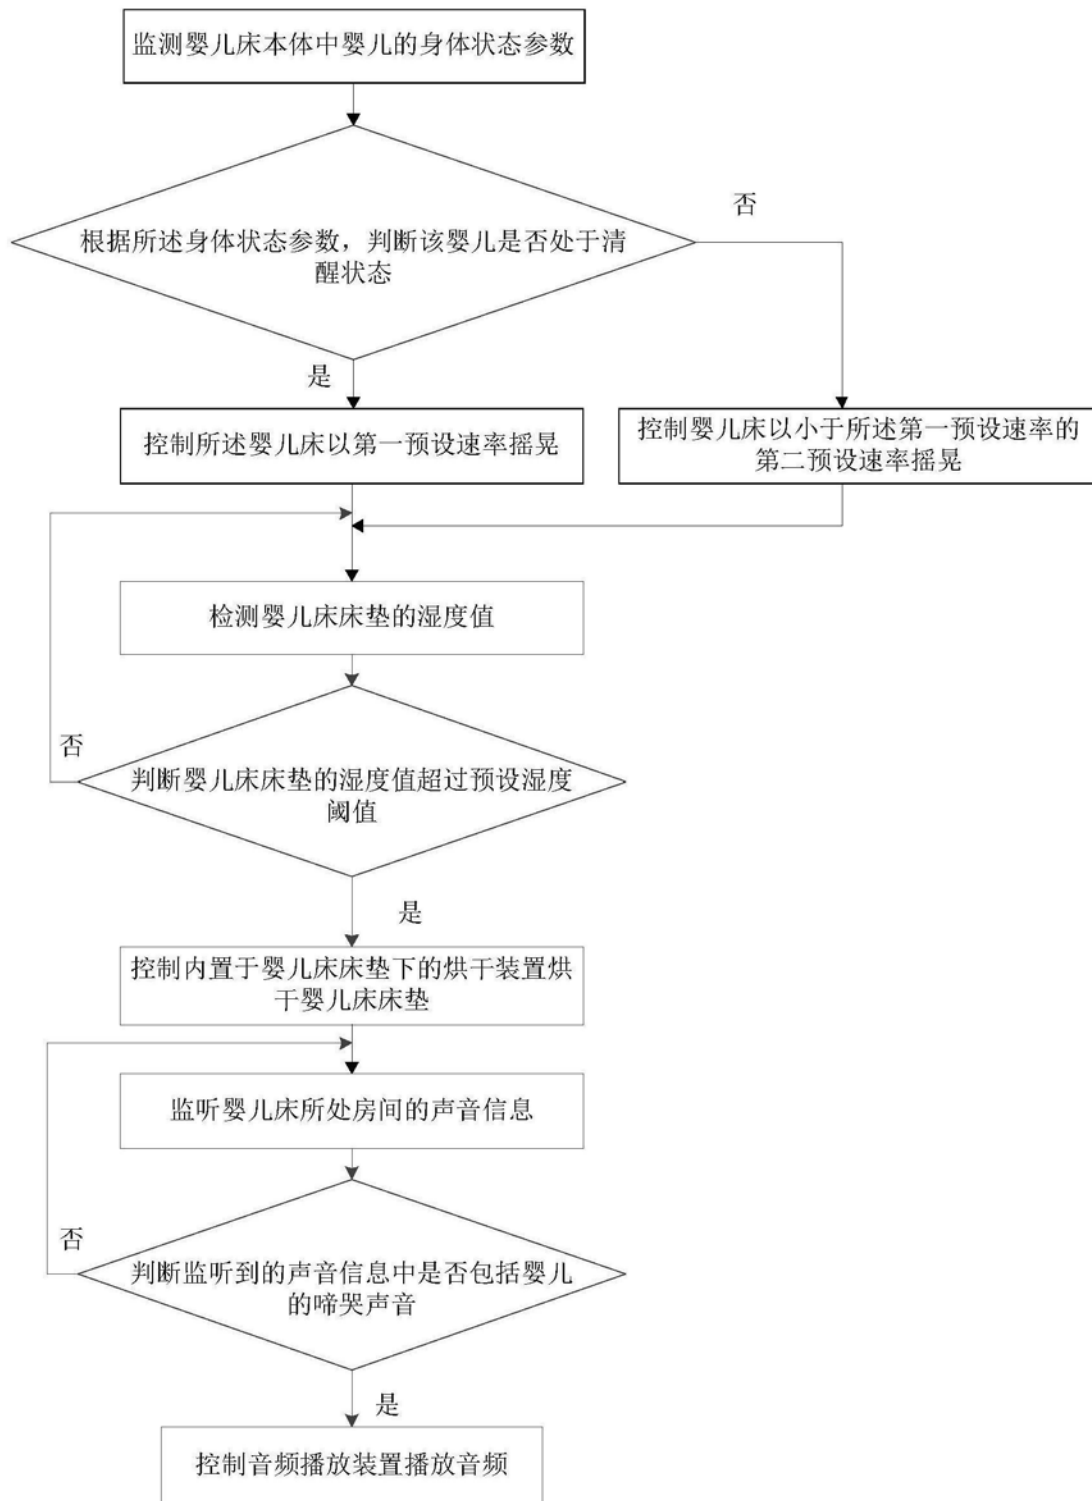 监测婴儿床本体中婴儿的身体状态参数
否
根据所述身体状态参数，判断该婴儿是否处于清
醒状态
是
控制所述婴儿床以第一预设速率摇晃
控制婴儿床以小于所述第一预设速率的
第二预设速率摇晃
检测婴儿床床垫的湿度值
否
判断婴儿床床垫的湿度值超过预设湿度
阈值
是
控制内置于婴儿床床垫下的烘干装置烘
干婴儿床床垫
监听婴儿床所处房间的声音信息
否
判断监听到的声音信息中是否包括婴儿
的啼哭声音
是
控制音频播放装置播放音频